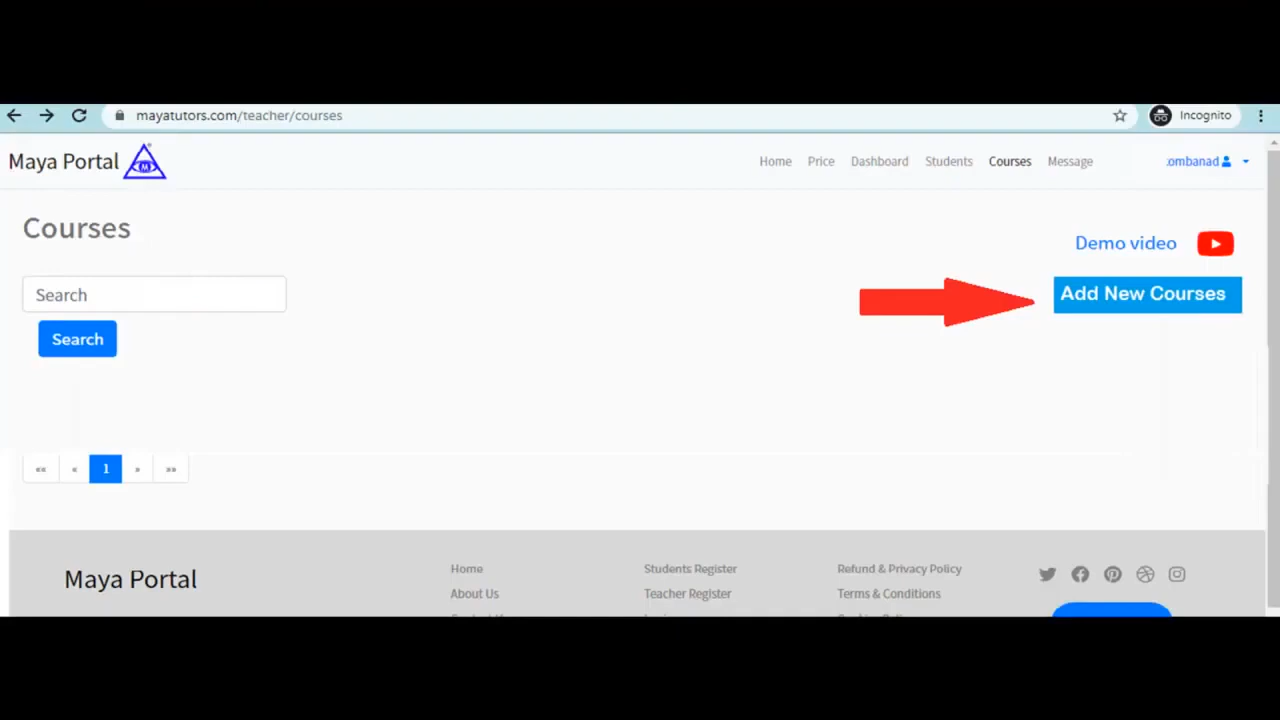 mayatutors.com/teacher/courses
Incognito
Maya Portal M
Home Price Dashboard Students Courses Message ombanad
Courses
Demo video
Search
Add New Courses
Search
«« « 1 » »»
Maya Portal
Home
Students Register
Refund & Privacy Policy
About Us
Teacher Register
Terms & Conditions